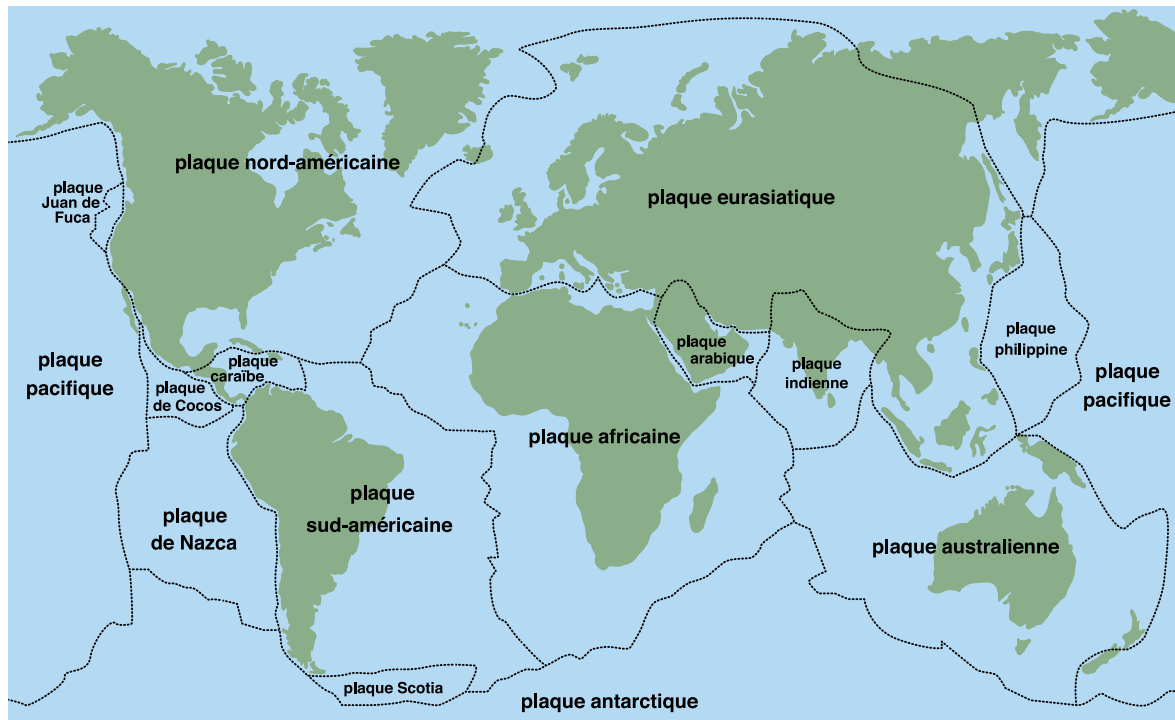 plaque nord-américaine
plaque
Juan de
Fuca
plaque eurasiatique
plaque
pacifique
plaque
caraïbe
plaque
de Cocos
plaque
arabique
plaque
indienne
plaque
philippine
plaque
pacifique
plaque africaine
plaque
de Nazca
plaque
sud-américaine
plaque australienne
plaque Scotia
plaque antarctique